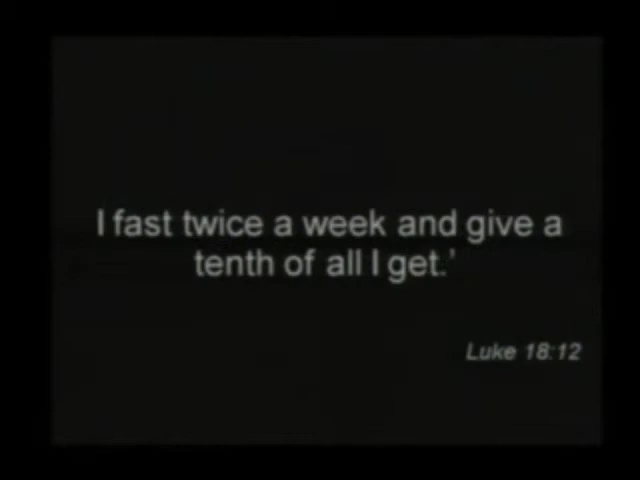 I fast twice a week and give a
tenth of all I get.’
Luke 18:12